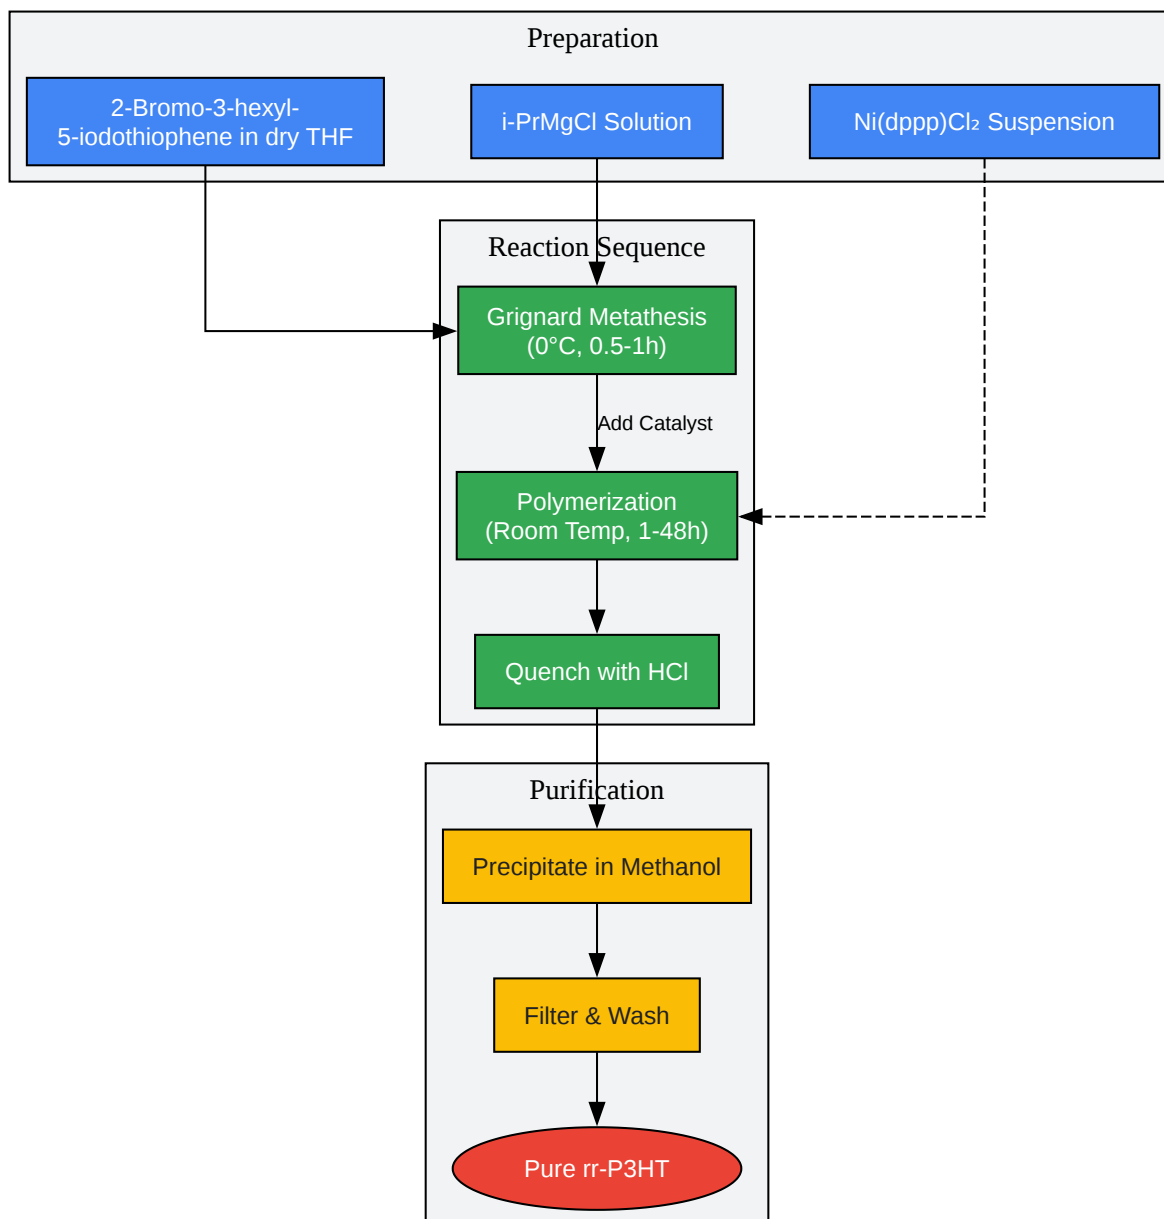 Preparation
2-Bromo-3-hexyl-
5-iodothiophene in dry THF
i-PrMgCl Solution
Ni(dppp)Cl₂ Suspension
Reaction Sequence
Grignard Metathesis
(0°C, 0.5-1h)
Add Catalyst
Polymerization
(Room Temp, 1-48h)
Quench with HCl
Purification
Precipitate in Methanol
Filter & Wash
Pure rr-P3HT